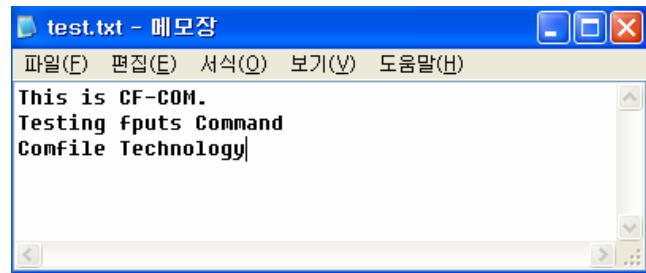 test.txt - 메모장
파일(F) 편집(E) 서식(O) 보기(V) 도움말(H)
This is CF-COM.
Testing fputs Command
Comfile Technology